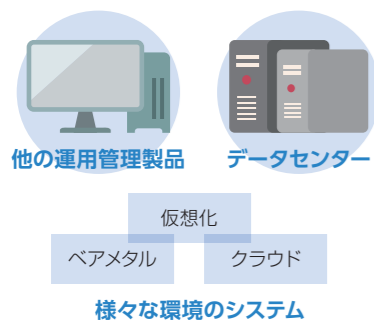 他の運用管理製品
データセンター
仮想化
ベアメタル
クラウド
様々な環境のシステム